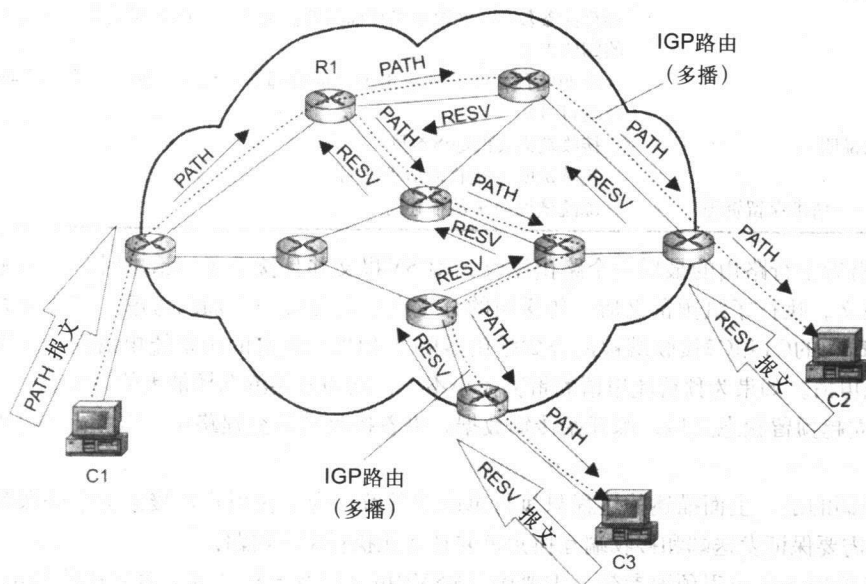 IGP路由
(多播)
R1
PATH
RESV
PATH
PATH
RESV
PATH
RESV
PATH
RESV
RESV
RESV
PATH
PATH 报文
RESV
PATH
RESV 报文
C2
C1
IGP路由
(多播)
PATH
RESV 报文
C3